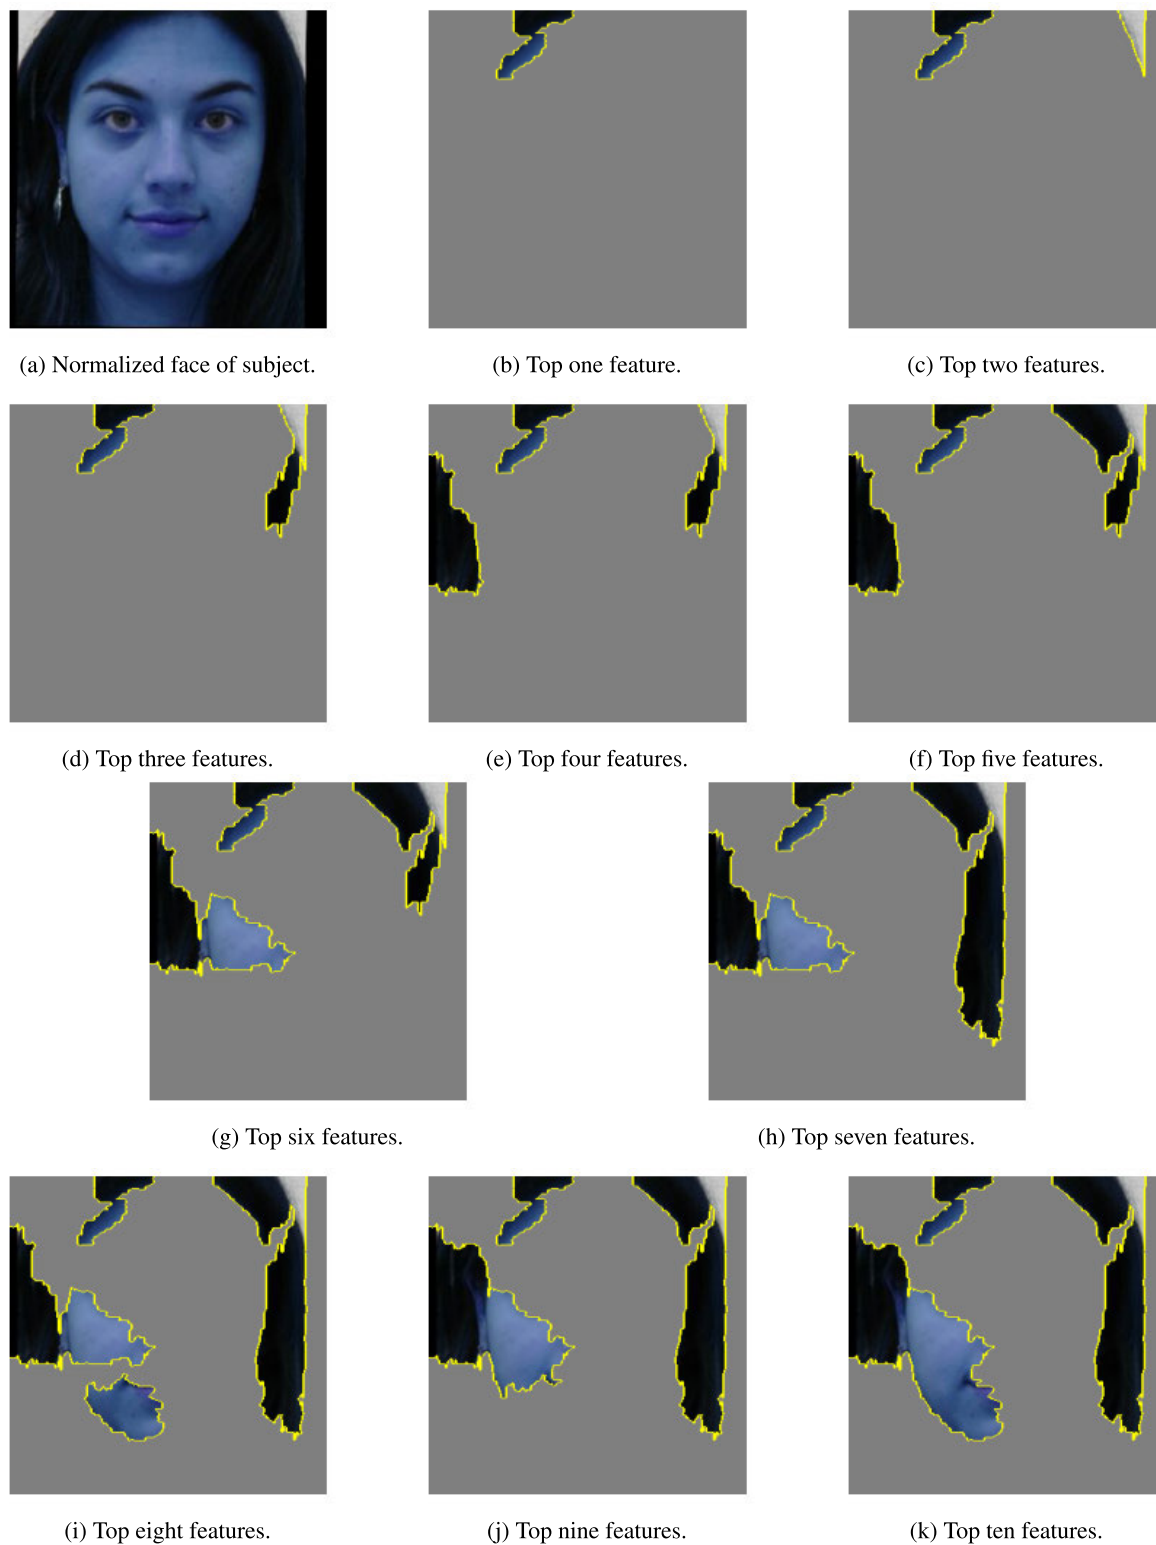 (a) Normalized face of subject.
(b) Top one feature.
(c) Top two features.
(d) Top three features.
(e) Top four features.
(f) Top five features.
(g) Top six features.
(h) Top seven features.
(i) Top eight features.
(j) Top nine features.
(k) Top ten features.